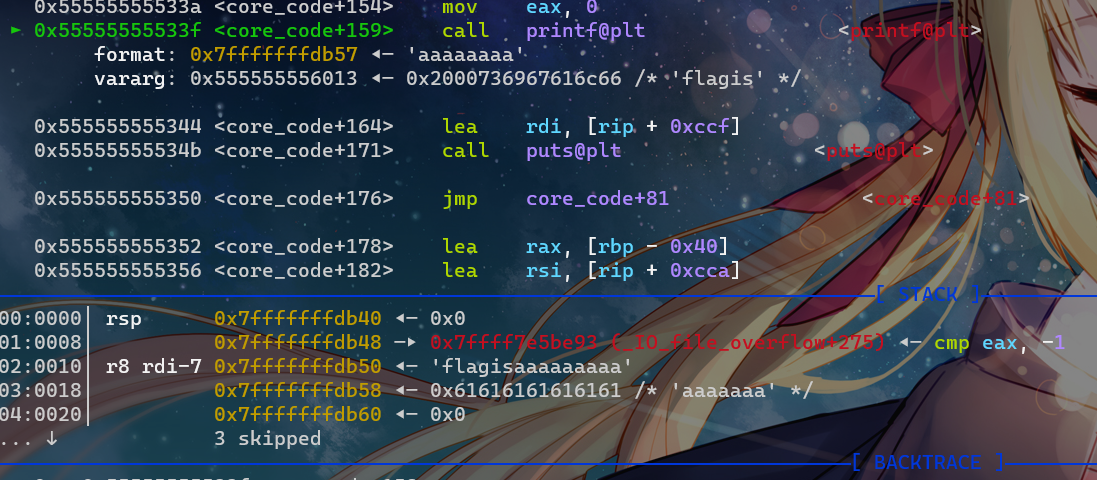 0x55555555533a <core_code+154>    mov    eax, 0
► 0x55555555533f <core_code+159>    call   printf@plt                <printf@plt>
format: 0x7fffffffdb57 ◂— 'aaaaaaaa'
vararg: 0x555555556013 ◂— 0x2000736967616c66 /* 'flagis' */
0x555555555344 <core_code+164>    lea    rdi, [rip + 0xccf]
0x55555555534b <core_code+171>    call   puts@plt                <puts@plt>
0x555555555350 <core_code+176>    jmp    core_code+81                <core_code+81>
0x555555555352 <core_code+178>    lea    rax, [rbp - 0x40]
0x555555555356 <core_code+182>    lea    rsi, [rip + 0xcca]
[ STACK ]
00:0000│ rsp      0x7fffffffdb40 ◂— 0x0
01:0008│          0x7fffffffdb48 —▸ 0x7ffff7e5be93 (_IO_file_overflow+275) ◂— cmp eax, -1
02:0010│ r8 rdi-7 0x7fffffffdb50 ◂— 'flagisaaaaaaaaa'
03:0018│          0x7fffffffdb58 ◂— 0x61616161616161 /* 'aaaaaaa' */
04:0020│          0x7fffffffdb60 ◂— 0x0
... ↓             3 skipped
[ BACKTRACE ]